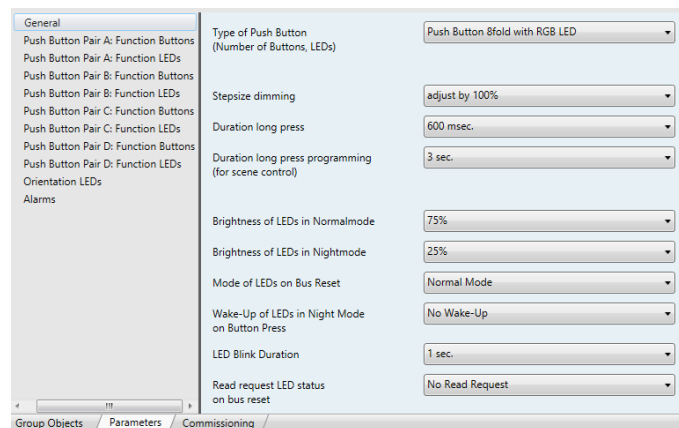 General
Push Button Pair A: Function Buttons
Push Button Pair A: Function LEDs
Push Button Pair B: Function Buttons
Push Button Pair B: Function LEDs
Push Button Pair C: Function Buttons
Push Button Pair C: Function LEDs
Push Button Pair D: Function Buttons
Push Button Pair D: Function LEDs
Orientation LEDs
Alarms
Type of Push Button
(Number of Buttons, LEDs)
Push Button 8fold with RGB LED
Stepsize dimming
adjust by 100%
Duration long press
600 msec.
Duration long press programming
(for scene control)
3 sec.
Brightness of LEDs in Normalmode
75%
Brightness of LEDs in Nightmode
25%
Mode of LEDs on Bus Reset
Normal Mode
Wake-Up of LEDs in Night Mode
on Button Press
No Wake-Up
LED Blink Duration
1 sec.
Read request LED status
on bus reset
No Read Request
Group Objects
Parameters
Commissioning